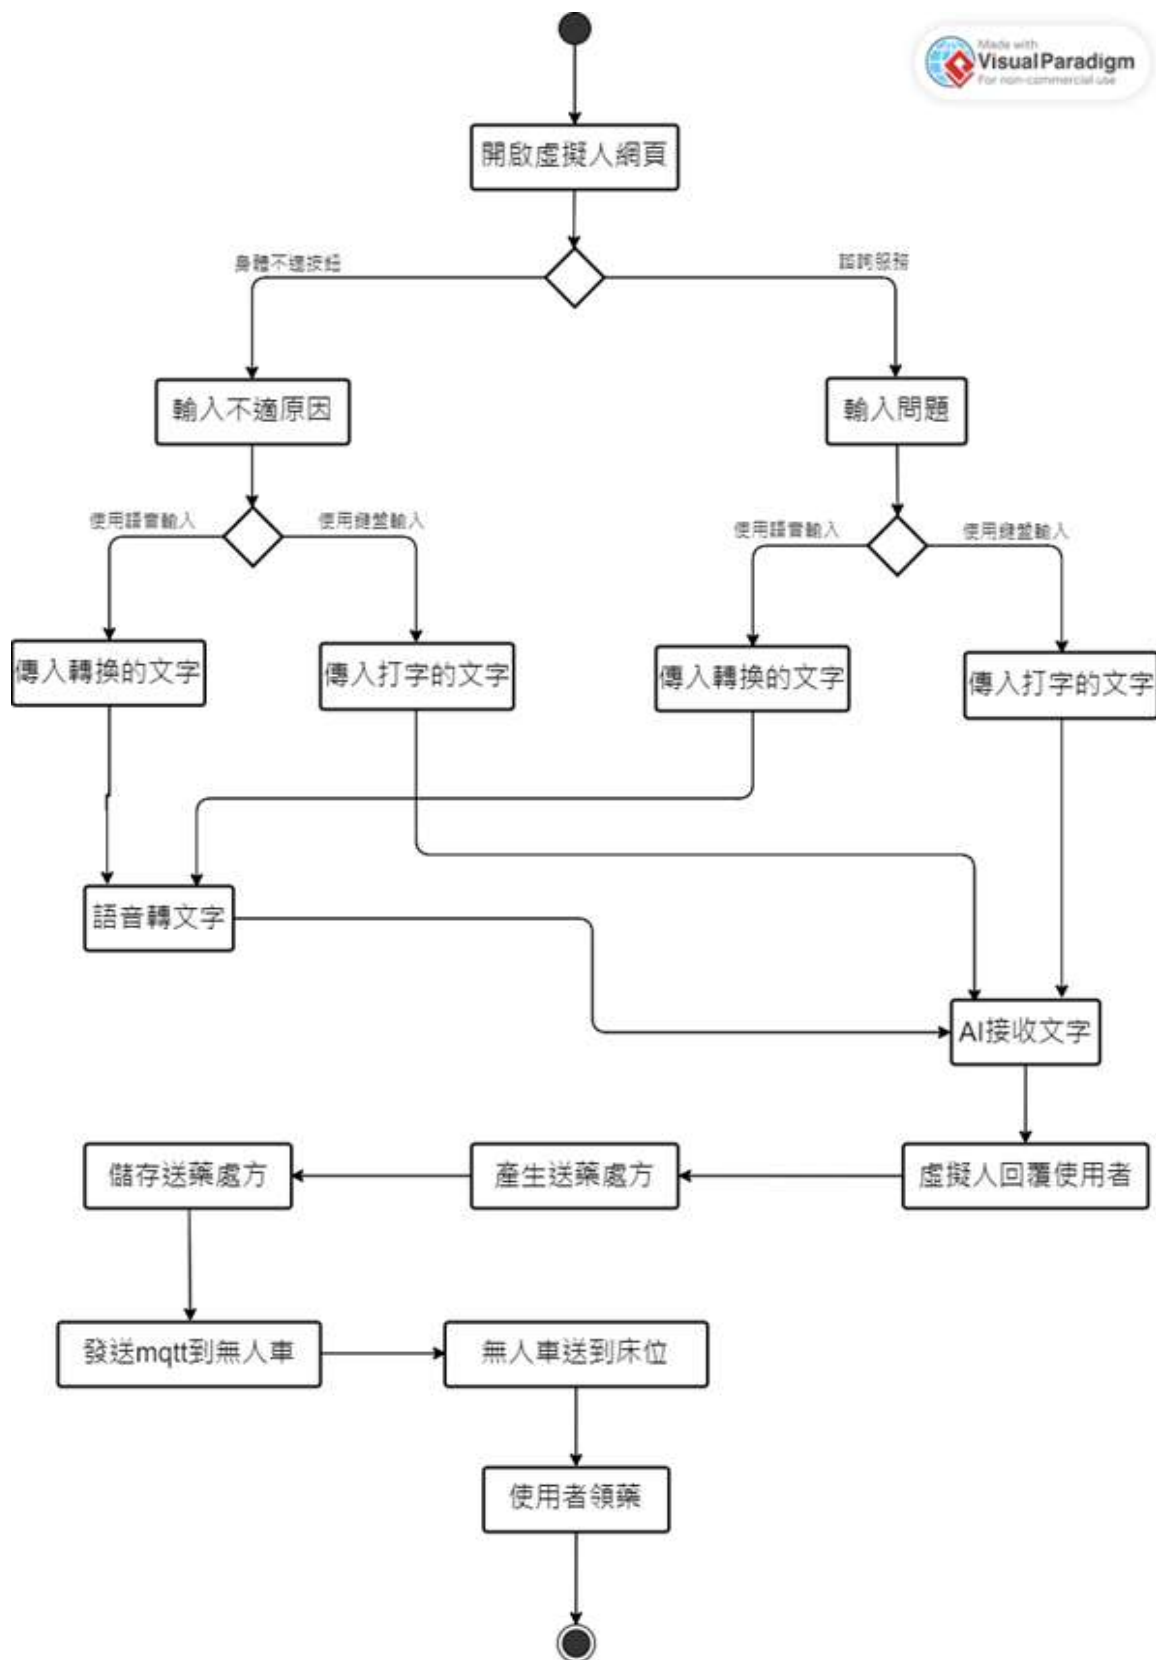 Made with
Visual Paradigm
For non-commercial use
開啟虛擬人網頁
身體不適按鈕
諮詢服務
輸入不適原因
輸入問題
使用語音輸入
使用鍵盤輸入
使用語音輸入
使用鍵盤輸入
傳入轉換的文字
傳入打字的文字
傳入轉換的文字
傳入打字的文字
語音轉文字
AI接收文字
儲存送藥處方
產生送藥處方
虛擬人回覆使用者
發送mqtt到無人車
無人車送到床位
使用者領藥